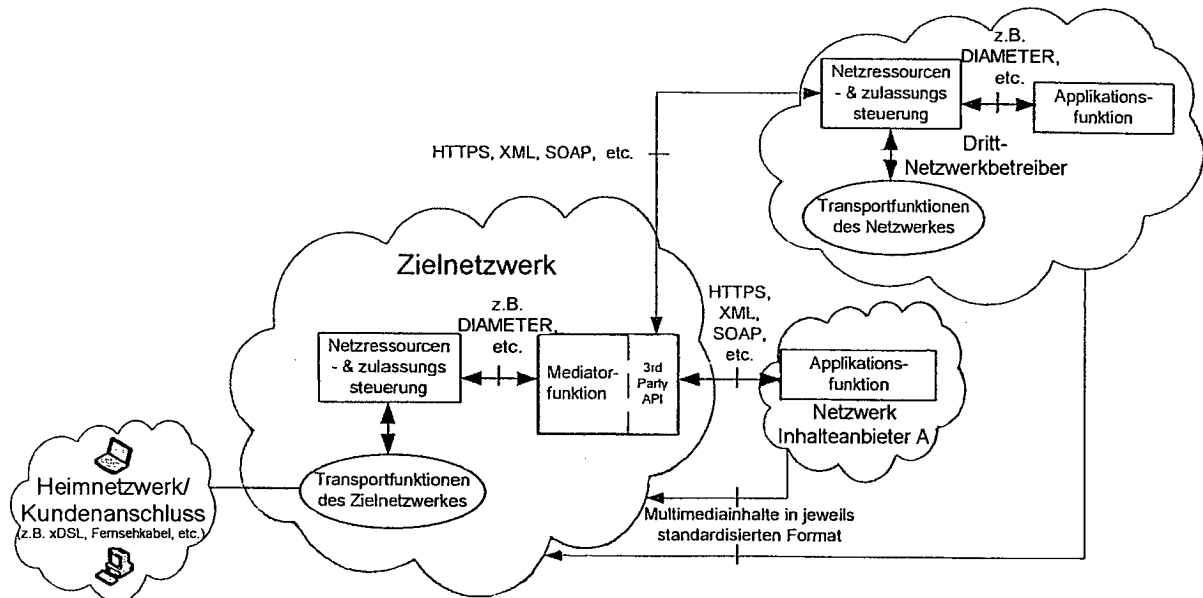 z.B.
DIAMETER,
etc.
Netzressourcen
- & zulassungs
steuerung
Applikations-
funktion
Dritt-
Netzwerkbetreiber
Transportfunktionen
des Netzwerkes
HTTPS, XML, SOAP, etc.
Zielnetzwerk
z.B.
DIAMETER,
etc.
Netzressourcen
- & zulassungs
steuerung
Mediator-
funktion
3rd
Party
API
HTTPS,
XML,
SOAP,
etc.
Applikations-
funktion
Netzwerk
Inhalteanbieter A
Transportfunktionen
des Zielnetzwerkes
Heimnetzwerk/
Kundenanschluss
(z.B. xDSL, Fernsehkabel, etc.)
Multimediainhalte in jeweils
standardisierten Format